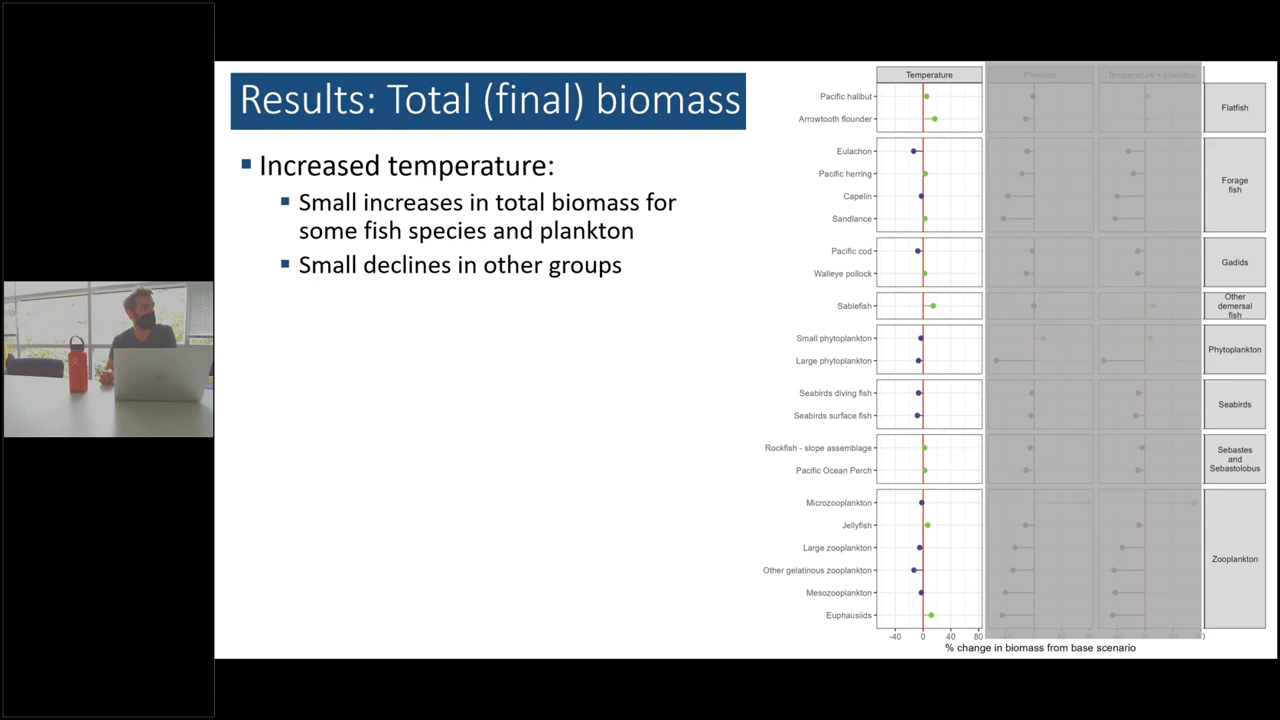 Results: Total (final) biomass
Increased temperature:
Small increases in total biomass for
some fish species and plankton
Small declines in other groups
Temperature
Plankton
Temperature + plankton
Pacific halibut
Arrowtooth flounder
Flatfish
Eulachon
Pacific herring
Capelin
Sandlance
Forage
fish
Pacific cod
Walleye pollock
Gadids
Sablefish
Other
demersal
fish
Small phytoplankton
Large phytoplankton
Phytoplankton
Seabirds diving fish
Seabirds surface fish
Seabirds
Rockfish - slope assemblage
Pacific Ocean Perch
Sebastes
and
Sebastolobus
Microzooplankton
Jellyfish
Large zooplankton
Other gelatinous zooplankton
Mesozooplankton
Euphausiids
Zooplankton
-40 0 40 80
% change in biomass from base scenario